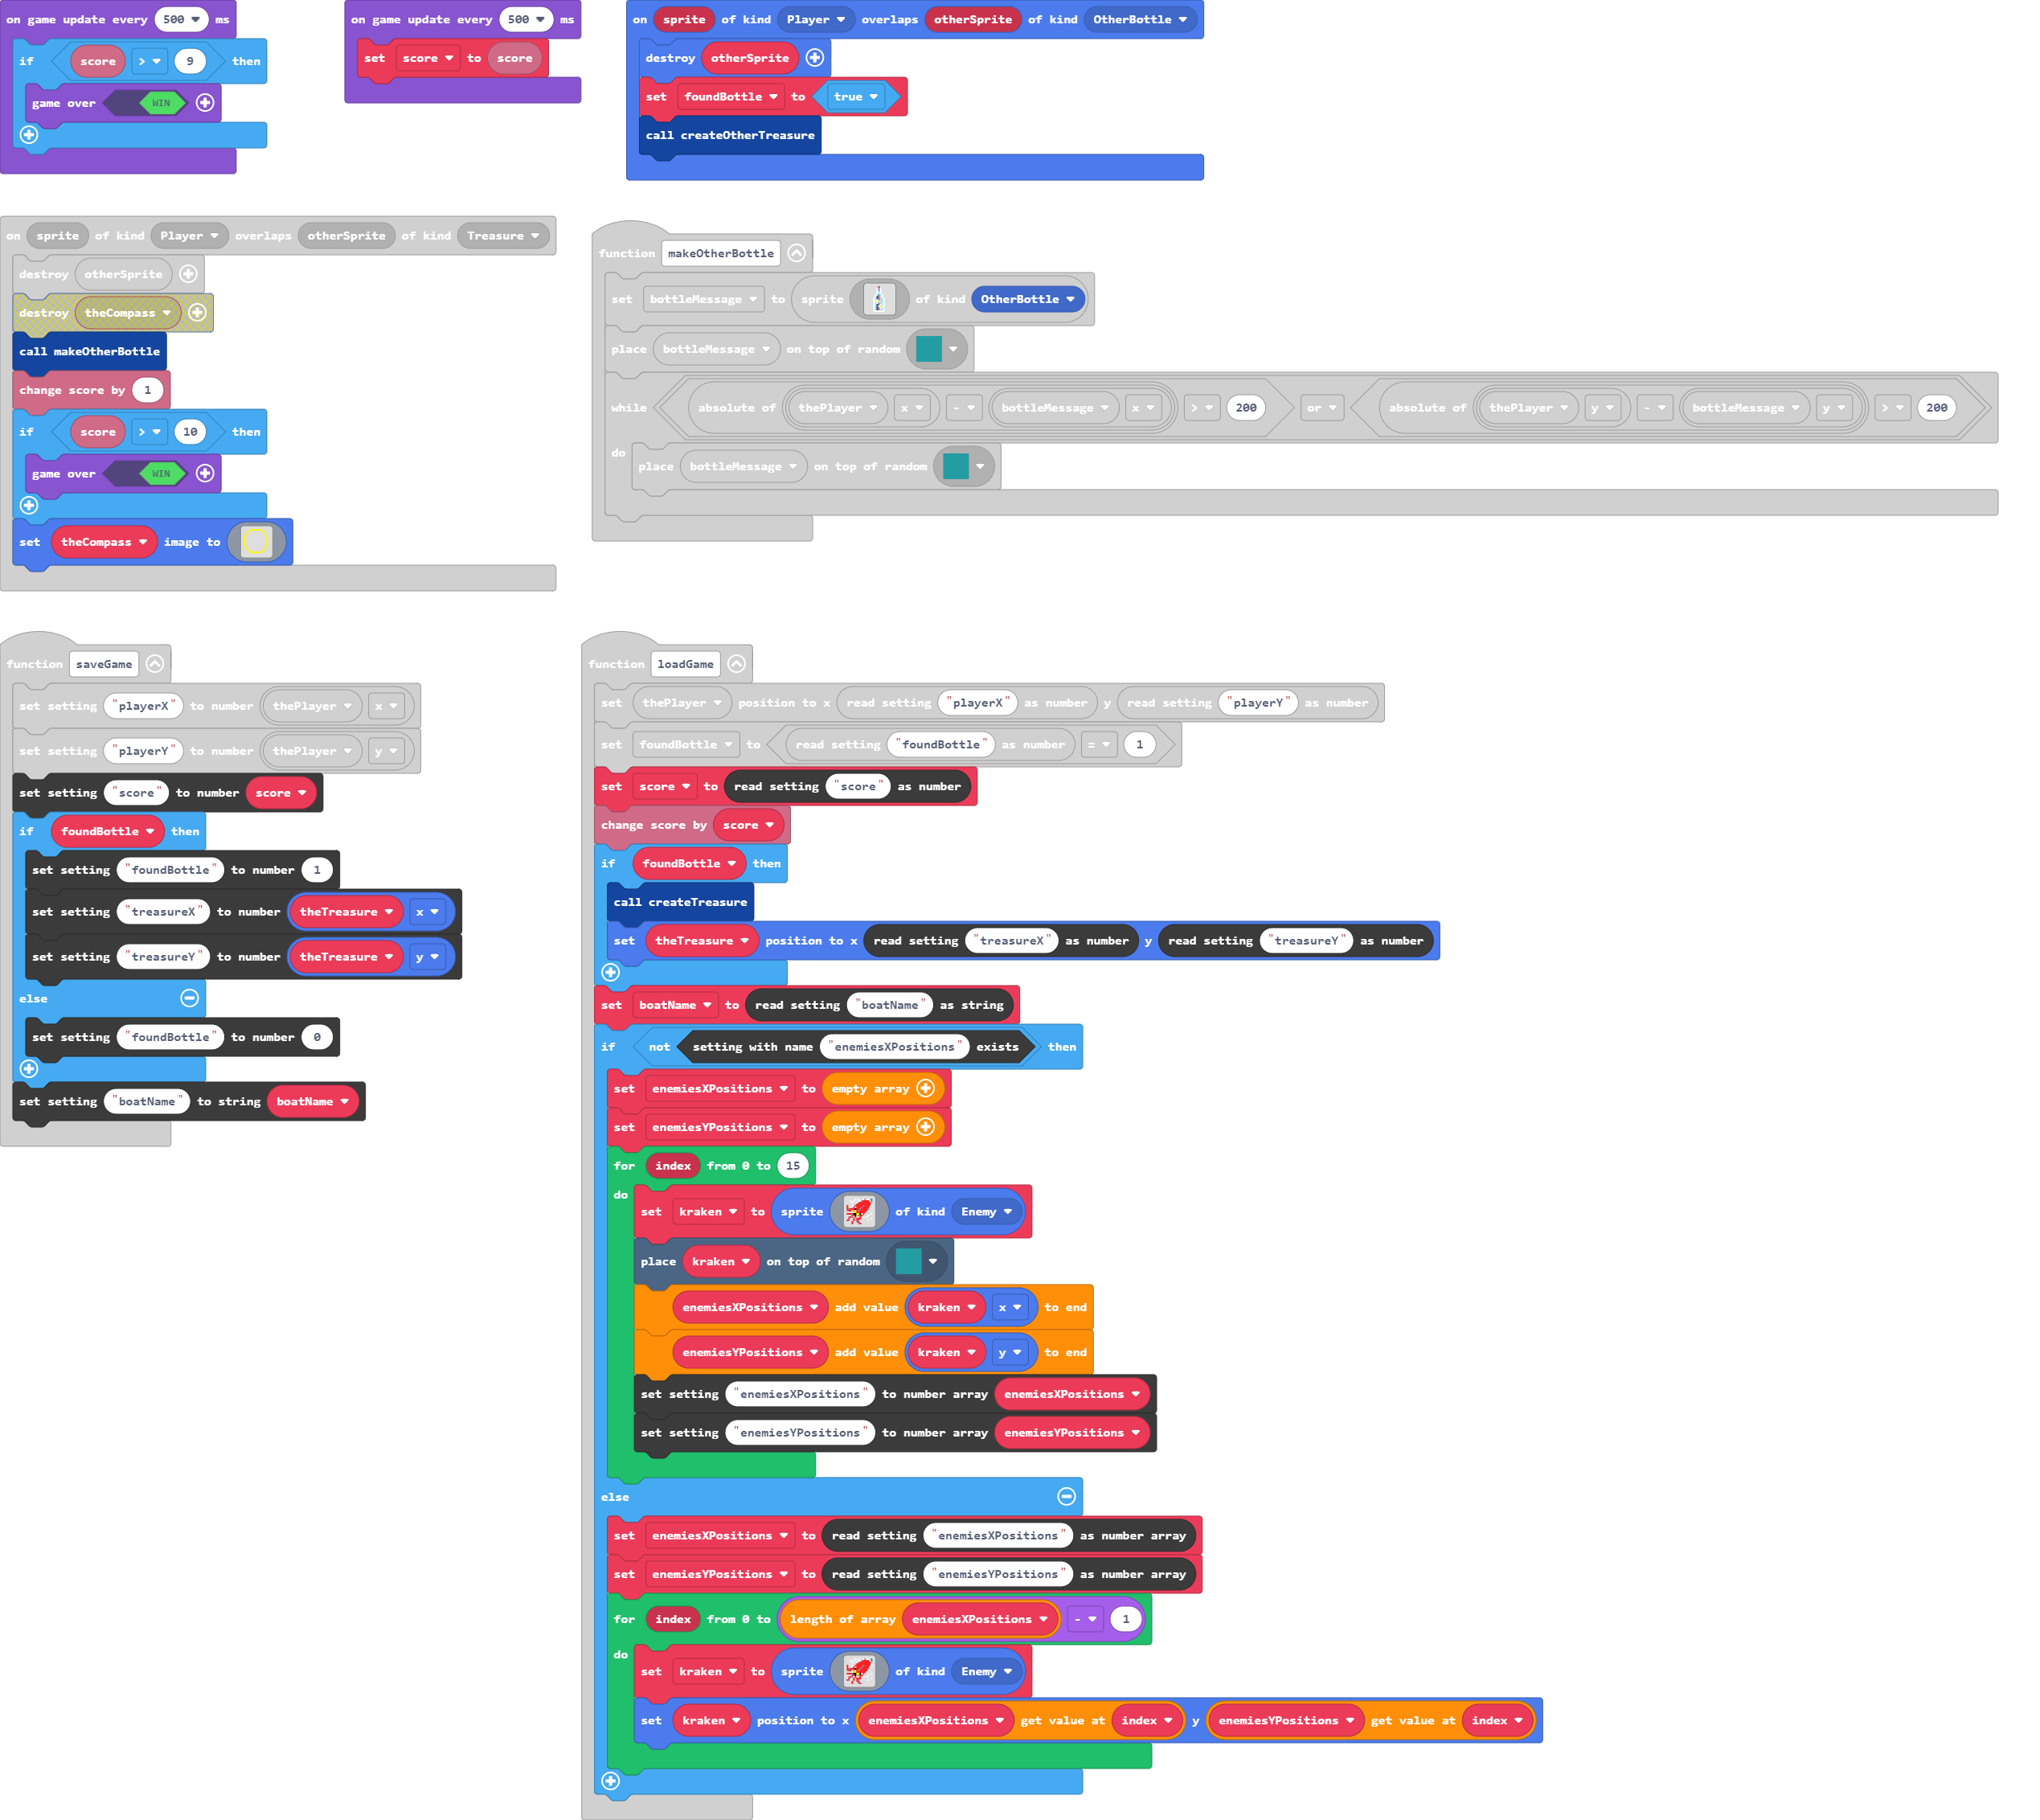 on game update every 500 ms
if score > 9 then
game over WIN
on game update every 500 ms
set score to score
on sprite of kind Player overlaps otherSprite of kind OtherBottle
destroy otherSprite
set foundBottle to true
call createOtherTreasure
on sprite of kind Player overlaps otherSprite of kind Treasure
destroy otherSprite
destroy theCompass
call makeOtherBottle
change score by 1
if score > 10 then
game over WIN
set theCompass image to
function makeOtherBottle
set bottleMessage to sprite of kind OtherBottle
place bottleMessage on top of random
while absolute of thePlayer x - bottleMessage x > 200 or absolute of thePlayer y - bottleMessage y > 200
do
place bottleMessage on top of random
function saveGame
set setting "playerX" to number thePlayer x
set setting "playerY" to number thePlayer y
set setting "score" to number score
if foundBottle then
set setting "foundBottle" to number 1
set setting "treasureX" to number theTreasure x
set setting "treasureY" to number theTreasure y
else
set setting "foundBottle" to number 0
set setting "boatName" to string boatName
function loadGame
set thePlayer position to x read setting "playerX" as number y read setting "playerY" as number
set foundBottle to read setting "foundBottle" as number = 1
set score to read setting "score" as number
change score by score
if foundBottle then
call createTreasure
set theTreasure position to x read setting "treasureX" as number y read setting "treasureY" as number
set boatName to read setting "boatName" as string
if not setting with name "enemiesXPositions" exists then
set enemiesXPositions to empty array
set enemiesYPositions to empty array
for index from 0 to 15
do
set kraken to sprite of kind Enemy
place kraken on top of random
enemiesXPositions add value kraken x to end
enemiesYPositions add value kraken y to end
set setting "enemiesXPositions" to number array enemiesXPositions
set setting "enemiesYPositions" to number array enemiesYPositions
else
set enemiesXPositions to read setting "enemiesXPositions" as number array
set enemiesYPositions to read setting "enemiesYPositions" as number array
for index from 0 to length of array enemiesXPositions - 1
do
set kraken to sprite of kind Enemy
set kraken position to x enemiesXPositions get value at index y enemiesYPositions get value at index